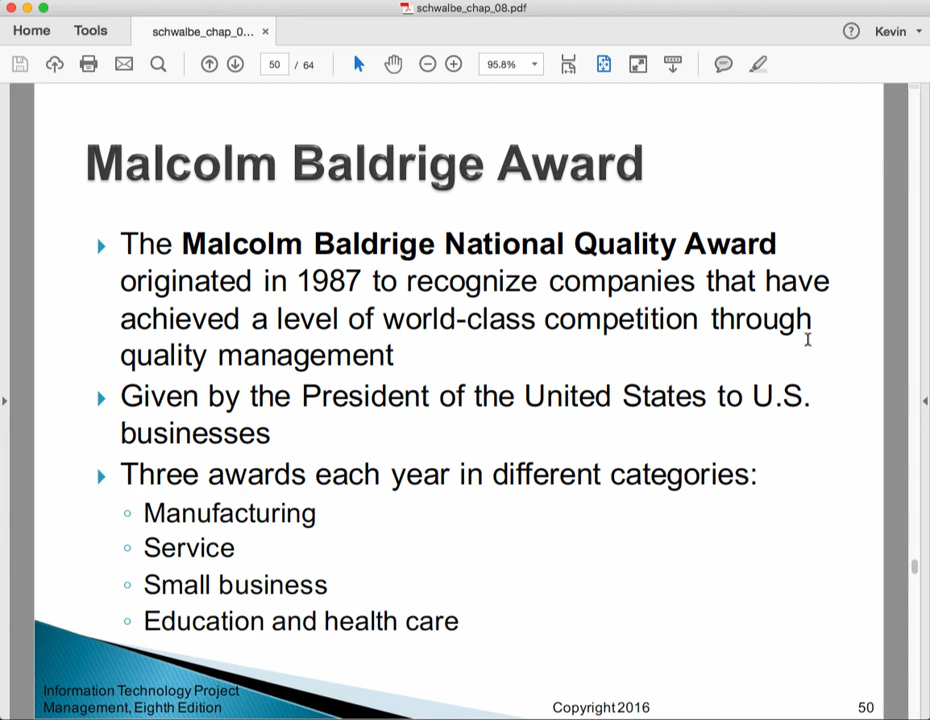 schwalbe_chap_08.pdf
Home Tools schwalbe_chap_0... × ? Kevin
50 / 64 95.8%
Malcolm Baldrige Award
The Malcolm Baldrige National Quality Award
originated in 1987 to recognize companies that have
achieved a level of world-class competition through
quality management
Given by the President of the United States to U.S.
businesses
Three awards each year in different categories:
Manufacturing
Service
Small business
Education and health care
Information Technology Project
Management, Eighth Edition
Copyright 2016
50